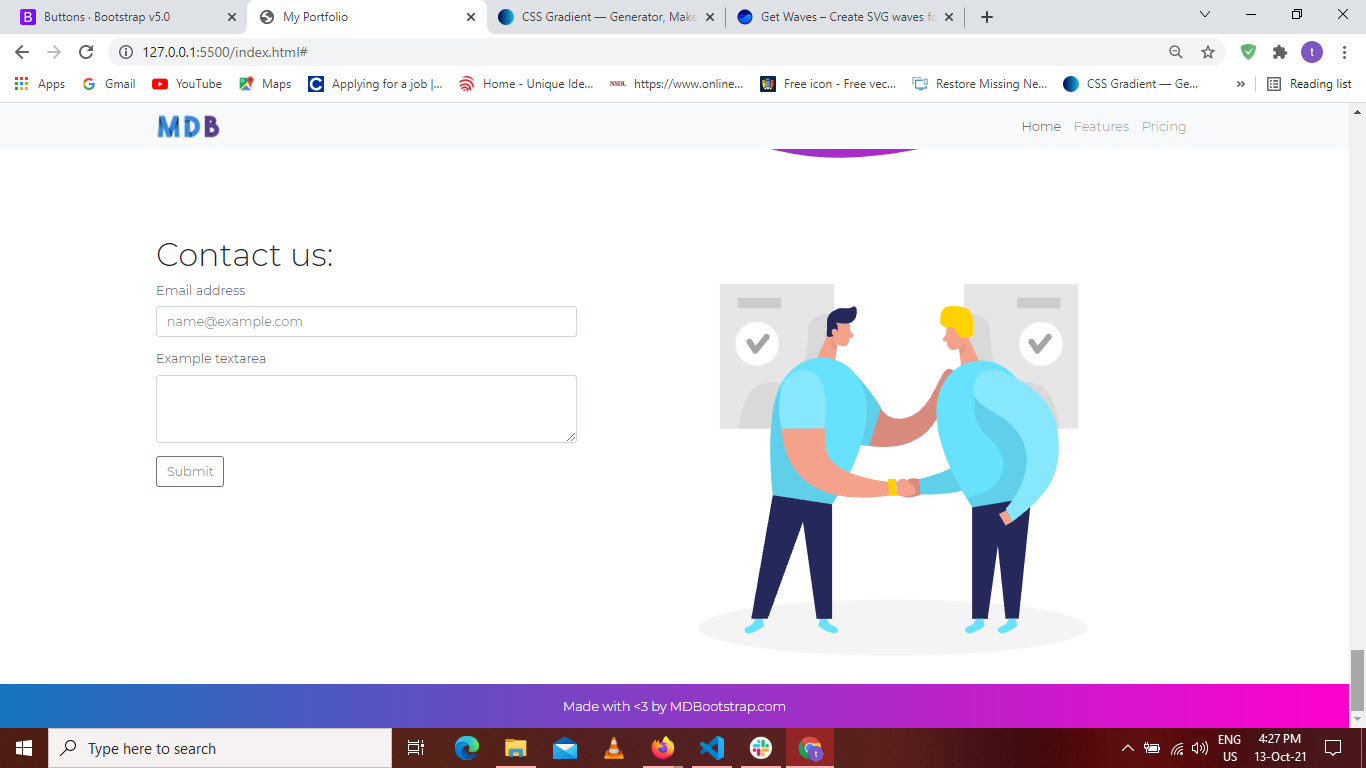 Buttons · Bootstrap v5.0
My Portfolio
CSS Gradient — Generator, Make
Get Waves – Create SVG waves fo
127.0.0.1:5500/index.html#
t
Apps
Gmail
YouTube
Maps
Applying for a job |...
Home - Unique Ide...
NSDL
https://www.online...
Free icon - Free vec...
Restore Missing Ne...
CSS Gradient — Ge...
»
Reading list
MDB
Home Features Pricing
Contact us:
Email address
name@example.com
Example textarea
Submit
Made with <3 by MDBootstrap.com
Type here to search
t
ENG
US
4:27 PM
13-Oct-21